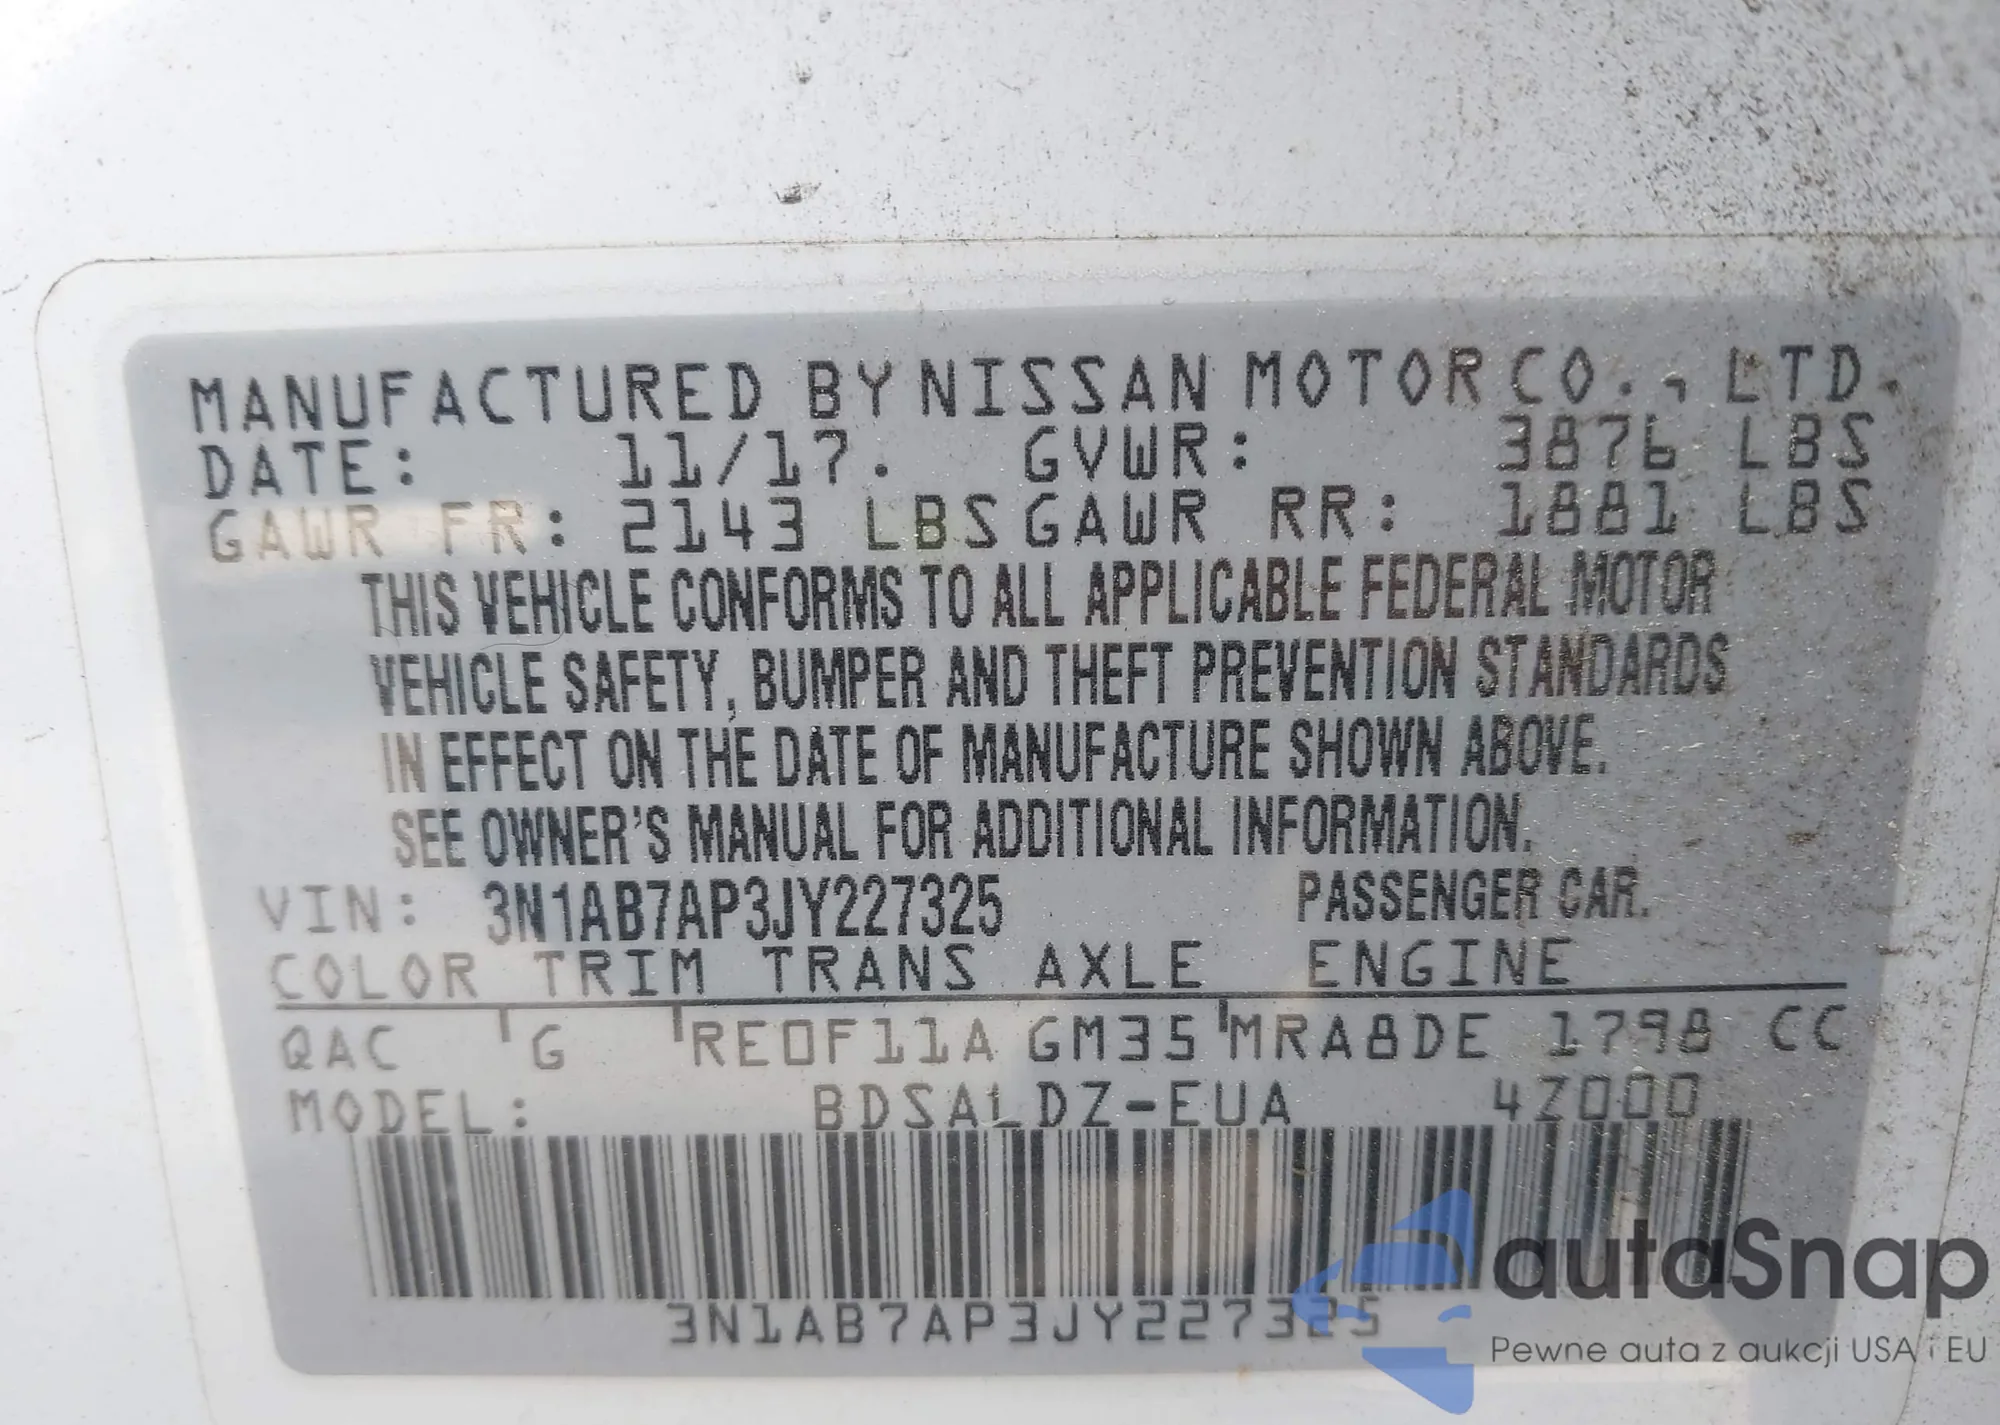 MANUFACTURED BY NISSAN MOTOR CO., LTD.
DATE: 11/17. GVWR: 3876 LBS
GAWR FR: 2143 LBS GAWR RR: 1881 LBS
THIS VEHICLE CONFORMS TO ALL APPLICABLE FEDERAL MOTOR
VEHICLE SAFETY, BUMPER AND THEFT PREVENTION STANDARDS
IN EFFECT ON THE DATE OF MANUFACTURE SHOWN ABOVE.
SEE OWNER'S MANUAL FOR ADDITIONAL INFORMATION.
VIN: 3N1AB7AP3JY227325 PASSENGER CAR.
COLOR TRIM TRANS AXLE ENGINE
QAC G RE0F11A GM35 MRA8DE 1798 CC
MODEL: BDSALDZ-EUA 4Z000
3N1AB7AP3JY227325
autaSnap
Pewne auta z aukcji USA i EU